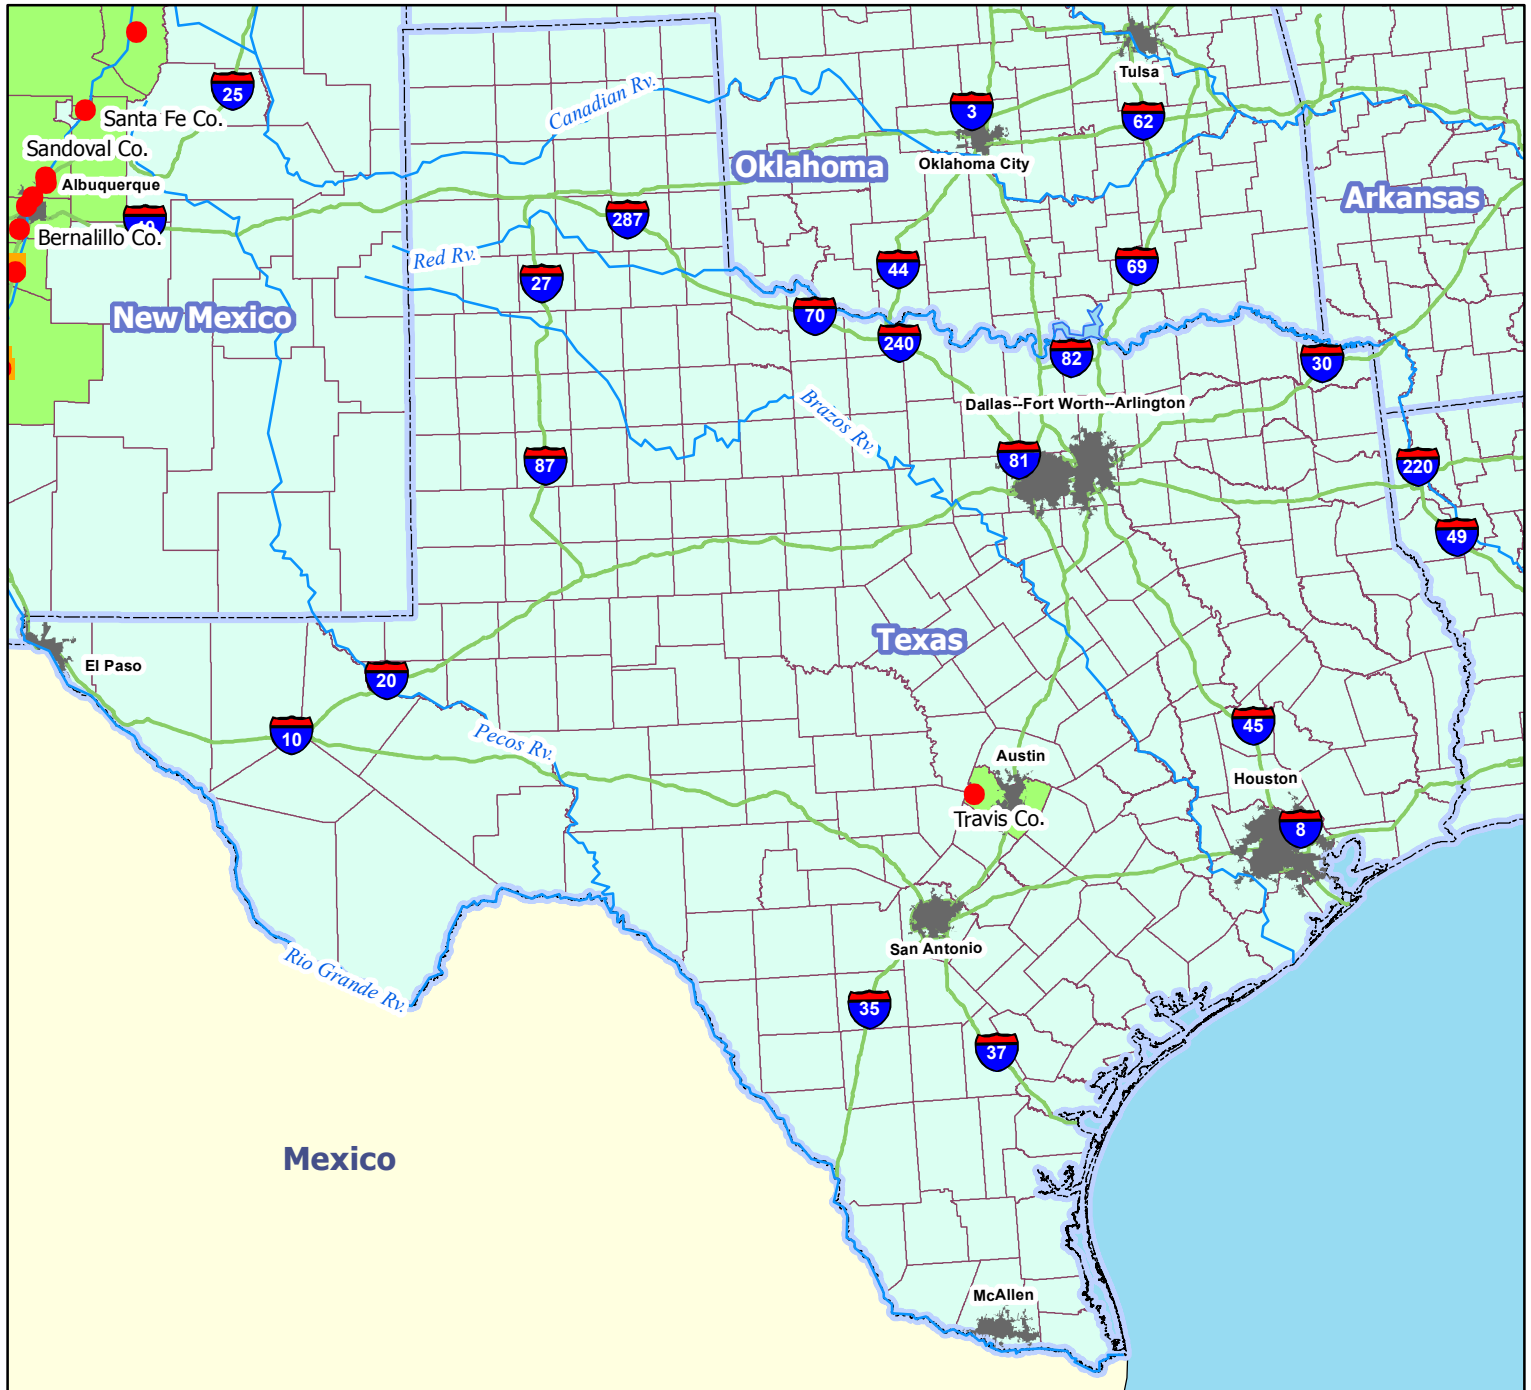 Tulsa
25
3
Santa Fe Co.
Canadian Rv.
62
Sandoval Co.
Oklahoma
Oklahoma City
Albuquerque
Arkansas
287
Bernalillo Co.
Red Rv.
44
69
27
New Mexico
70
240
82
30
Dallas--Fort Worth--Arlington
Brazos Rv.
87
81
220
49
Texas
El Paso
20
10
Pecos Rv.
45
Austin
Houston
Travis Co.
8
San Antonio
Rio Grande Rv.
35
37
Mexico
McAllen